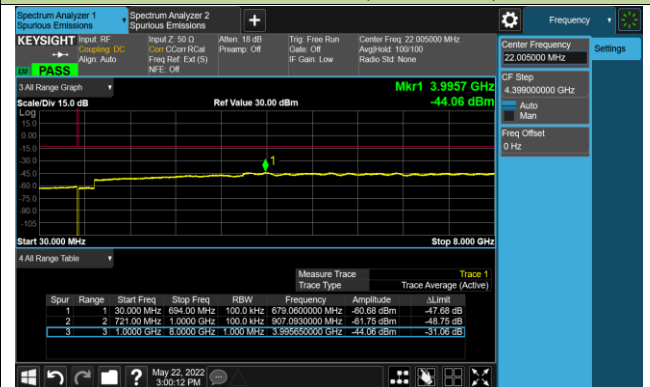 Spectrum Analyzer 1
Spurious Emissions
Spectrum Analyzer 2
Spurious Emissions
+
Frequency
KEYSIGHT
Input: RF
Coupling: DC
Align: Auto
Input Z: 50 Ω
Corr CCorr RCal
Freq Ref: Ext (S)
NFE: Off
Atten: 18 dB
Preamp: Off
Trig: Free Run
Gate: Off
IF Gain: Low
Center Freq: 22.005000 MHz
Avg|Hold: 100/100
Radio Std: None
PASS
Center Frequency
22.005000 MHz
Settings
CF Step
4.399000000 GHz
Auto
Man
Freq Offset
0 Hz
3 All Range Graph
Mkr1 3.9957 GHz
Scale/Div 15.0 dB
Ref Value 30.00 dBm
-44.06 dBm
Log
15.0
0.00
-15.0
-30.0
-45.0
-60.0
-75.0
-90.0
-105
1
Start 30.000 MHz
Stop 8.000 GHz
4 All Range Table
Measure Trace Trace 1
Trace Type Trace Average (Active)
Spur Range Start Freq Stop Freq RBW Frequency Amplitude ΔLimit
1 1 30.000 MHz 694.00 MHz 100.0 kHz 679.0600000 MHz -60.68 dBm -47.68 dB
2 2 721.00 MHz 1.0000 GHz 100.0 kHz 907.0930000 MHz -61.75 dBm -48.75 dB
3 3 1.0000 GHz 8.0000 GHz 1.000 MHz 3.995650000 GHz -44.06 dBm -31.06 dB
?
May 22, 2022
3:00:12 PM